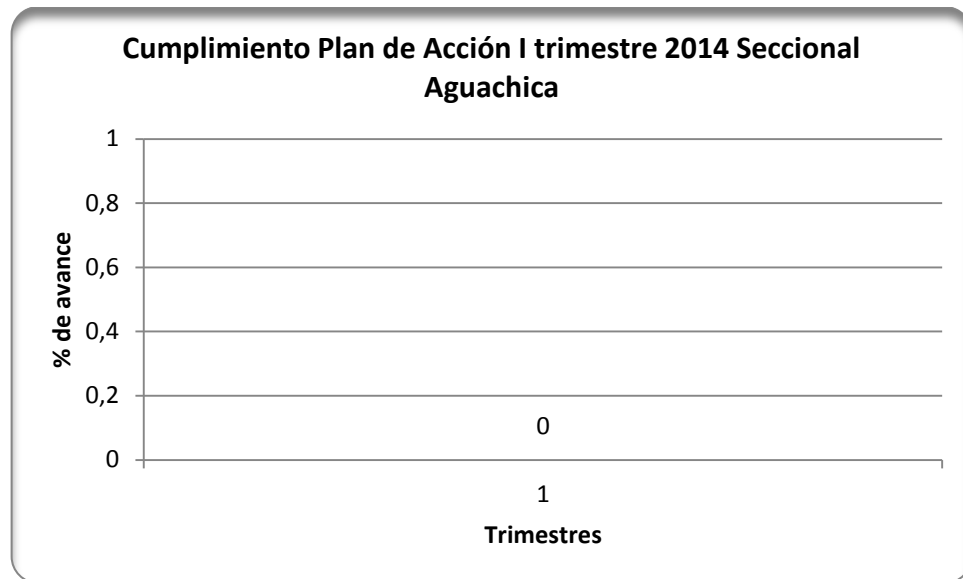 Cumplimiento Plan de Acción I trimestre 2014 Seccional
Aguachica
1
0,8
0,6
0,4
0,2
0
% de avance
0
1
Trimestres